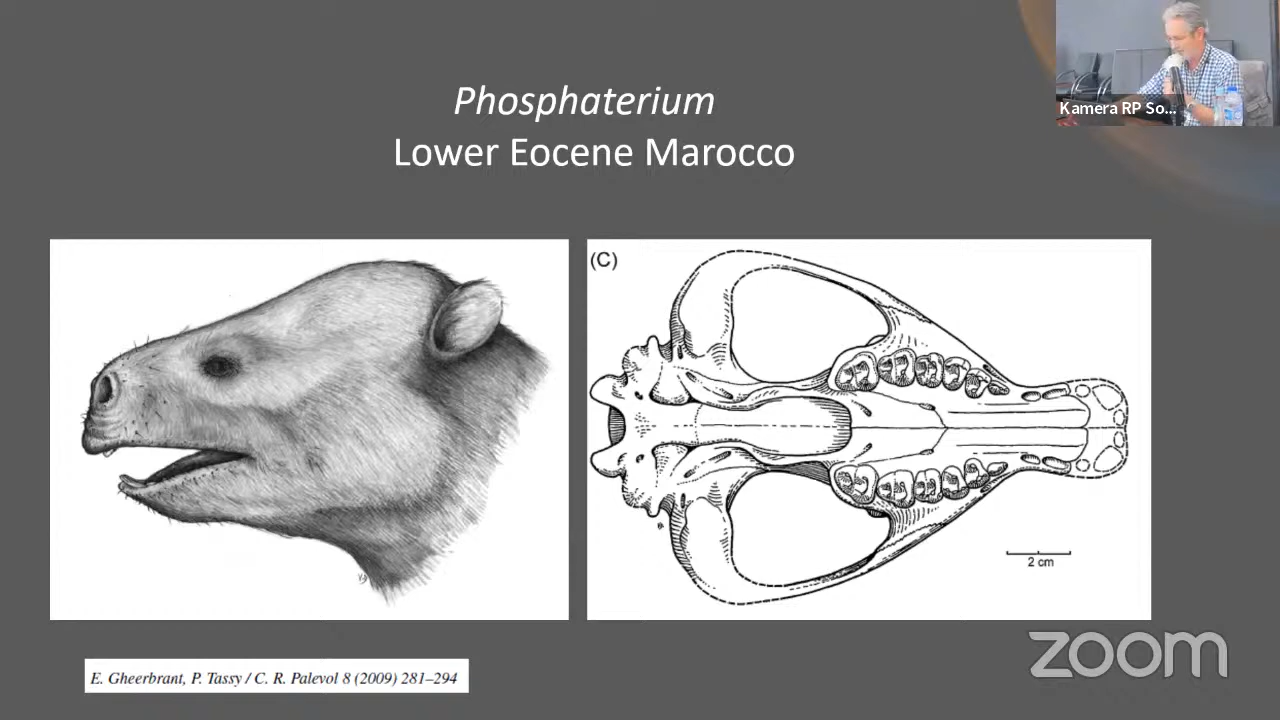 Phosphaterium
Lower Eocene Marocco
Kamera RP So...
(C)
2 cm
E. Gheerbrant, P. Tassy / C. R. Palevol 8 (2009) 281–294
zoom